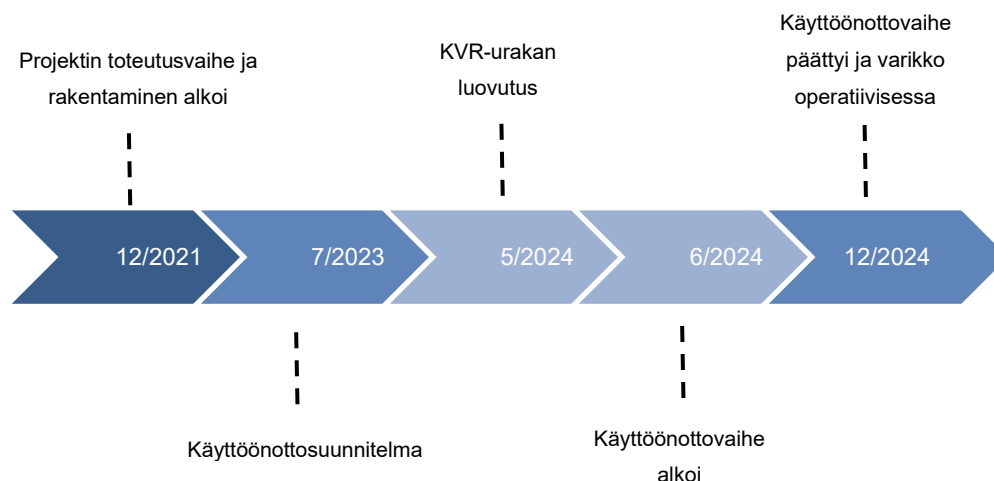 Projektin toteutusvaihe ja
rakentaminen alkoi
KVR-urakan
luovutus
Käyttöönottovaihe
päättyi ja varikko
operatiivisessa
12/2021
7/2023
5/2024
6/2024
12/2024
Käyttöönottosuunnitelma
Käyttöönottovaihe
alkoi